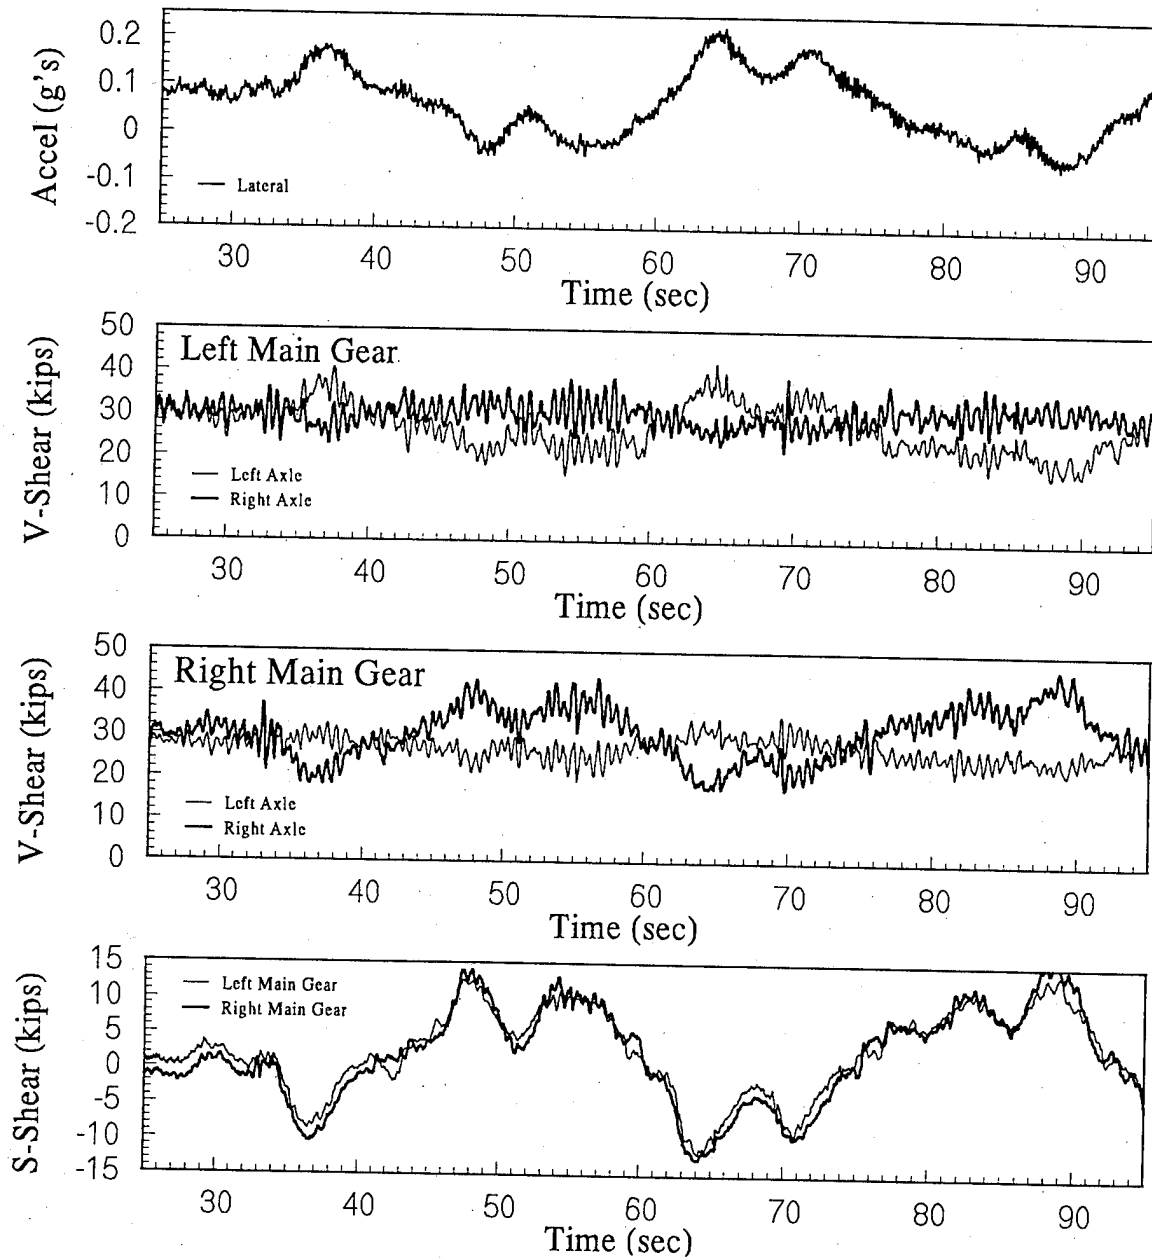 0.2
0.1
0
-0.1
-0.2
Accel (g's)
Lateral
30 40 50 60 70 80 90
Time (sec)
50
40
30
20
10
0
V-Shear (kips)
Left Main Gear
Left Axle
Right Axle
30 40 50 60 70 80 90
Time (sec)
50
40
30
20
10
0
V-Shear (kips)
Right Main Gear
Left Axle
Right Axle
30 40 50 60 70 80 90
Time (sec)
15
10
5
0
-5
-10
-15
S-Shear (kips)
Left Main Gear
Right Main Gear
30 40 50 60 70 80 90
Time (sec)